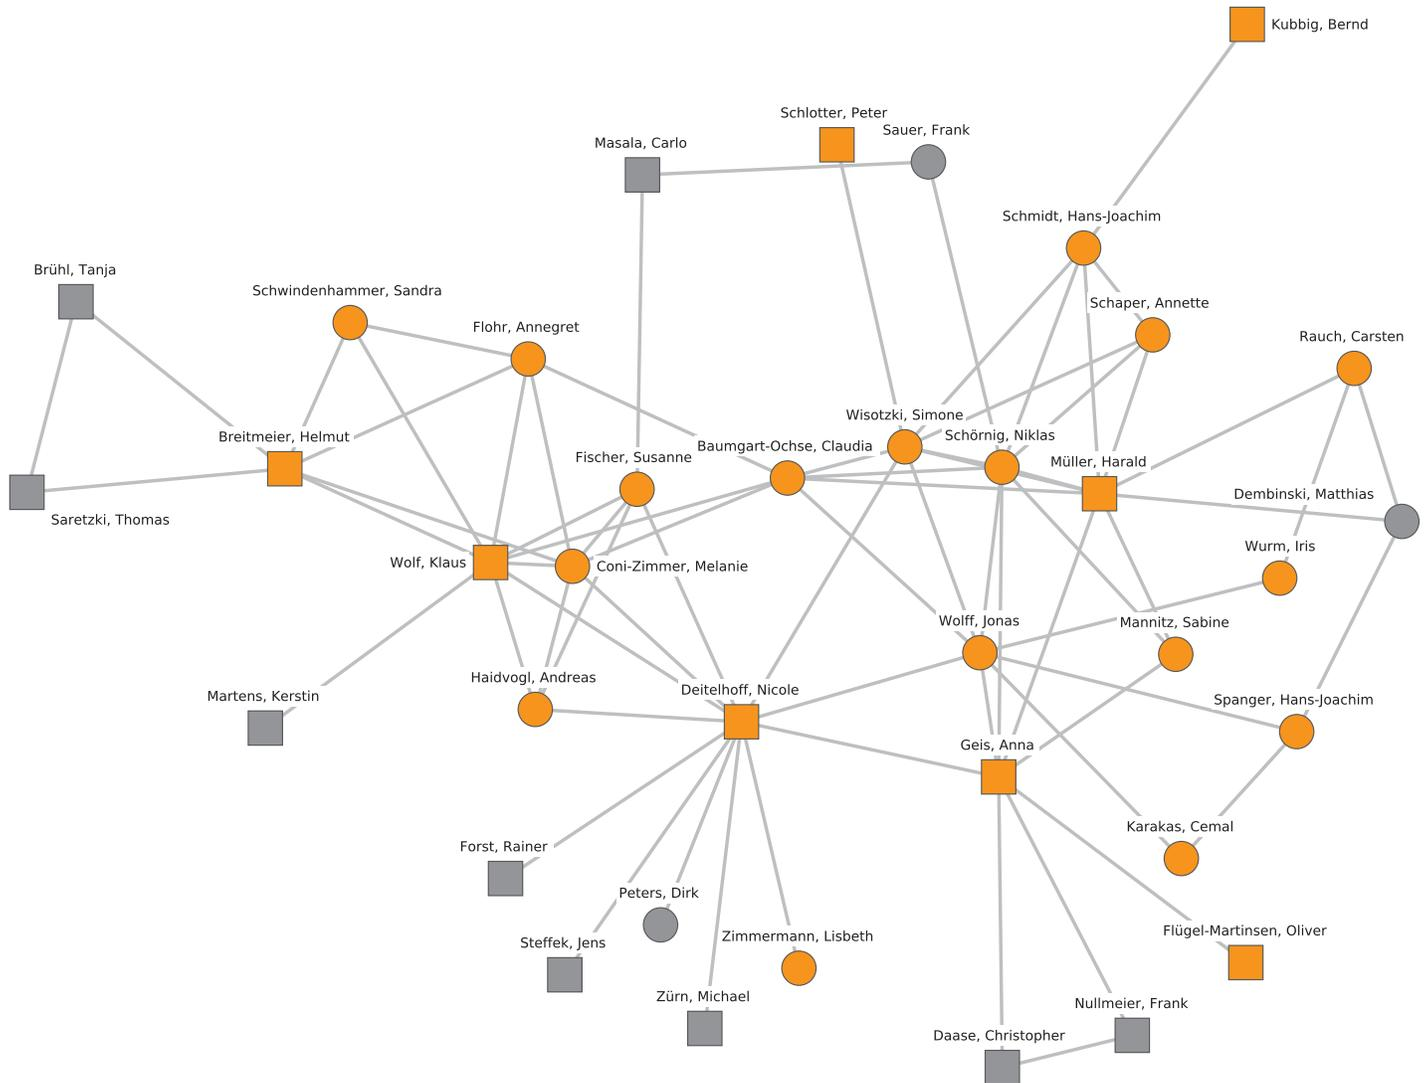 Kubbig, Bernd
Schlotter, Peter
Sauer, Frank
Masala, Carlo
Schmidt, Hans-Joachim
Brühl, Tanja
Schwindenhammer, Sandra
Schaper, Annette
Flohr, Annegret
Rauch, Carsten
Wisotzki, Simone
Breitmeier, Helmut
Schörnig, Niklas
Baumgart-Ochse, Claudia
Fischer, Susanne
Müller, Harald
Dembinski, Matthias
Saretzki, Thomas
Wurm, Iris
Wolf, Klaus
Coni-Zimmer, Melanie
Wolff, Jonas
Mannitz, Sabine
Haidvogl, Andreas
Deitelhoff, Nicole
Martens, Kerstin
Spanger, Hans-Joachim
Geis, Anna
Karakas, Cemal
Forst, Rainer
Peters, Dirk
Flügel-Martinsen, Oliver
Zimmermann, Lisbeth
Steffek, Jens
Zürn, Michael
Nullmeier, Frank
Daase, Christopher